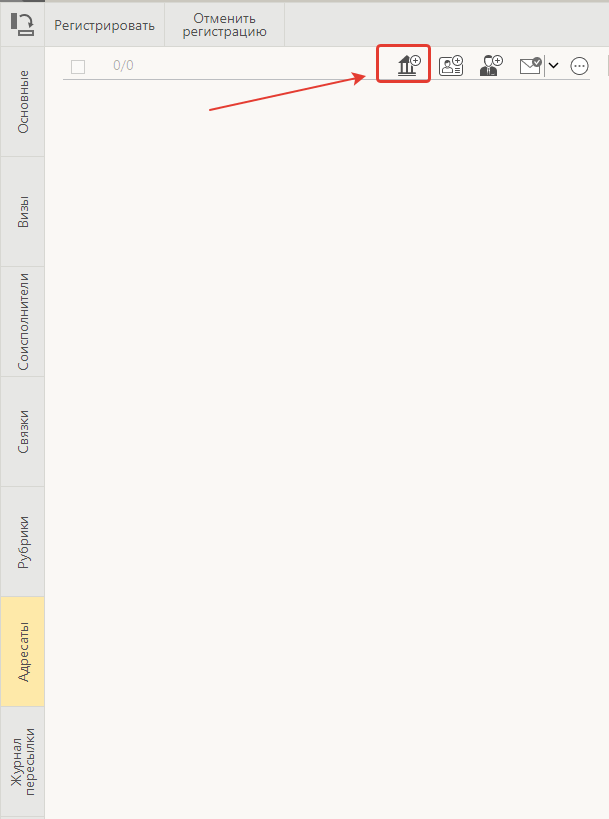 Регистрировать
Отменить
регистрацию
0/0
Основные
Визы
Соисполнители
Связки
Рубрики
Адресаты
Журнал
пересылки